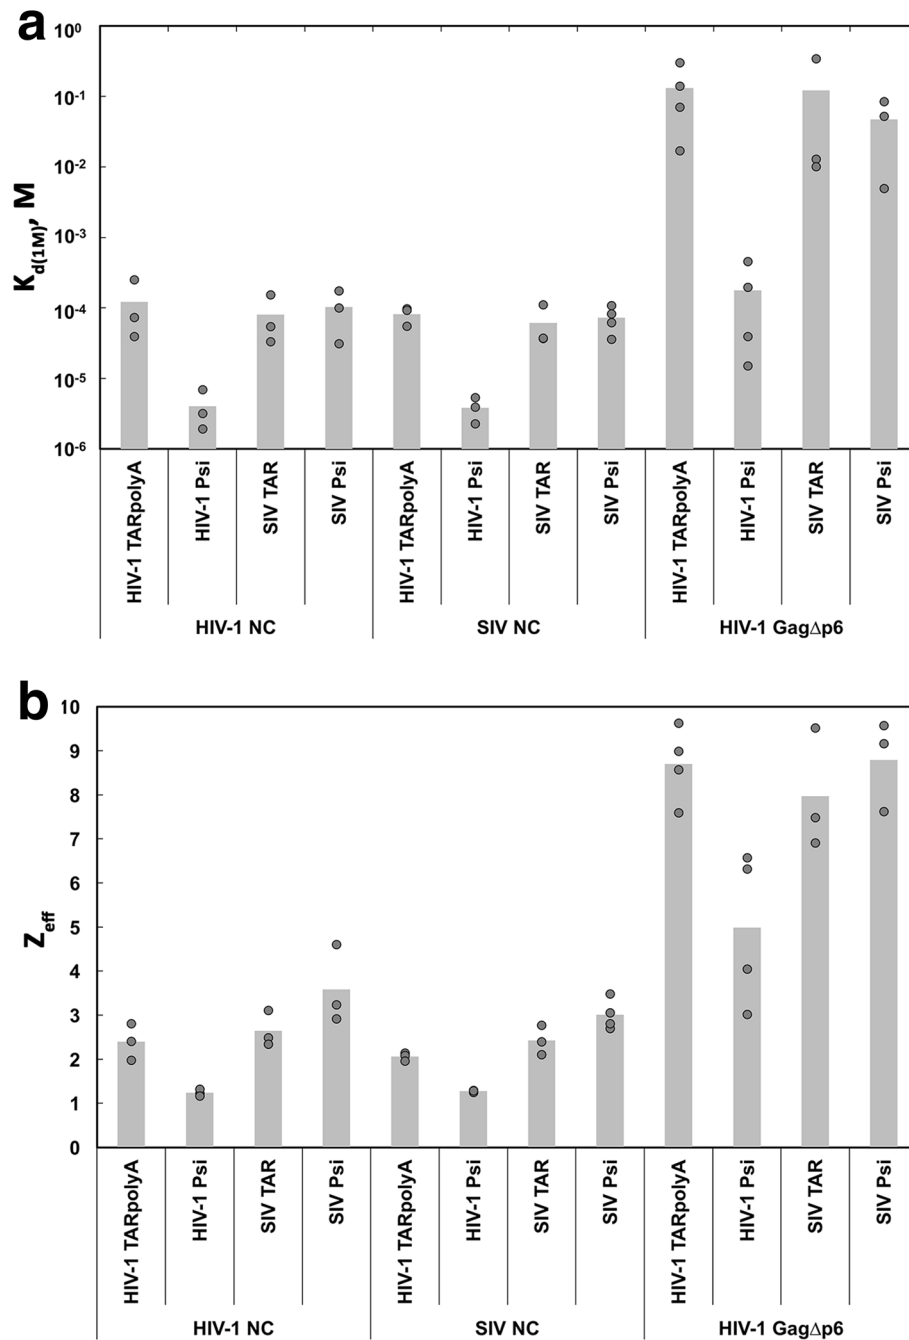 a
10⁰
10⁻¹
10⁻²
10⁻³
10⁻⁴
10⁻⁵
10⁻⁶
K_d(1M), M
HIV-1 TARpolyA
HIV-1 Psi
SIV TAR
SIV Psi
HIV-1 TARpolyA
HIV-1 Psi
SIV TAR
SIV Psi
HIV-1 TARpolyA
HIV-1 Psi
SIV TAR
SIV Psi
HIV-1 NC
SIV NC
HIV-1 GagΔp6
b
10
9
8
7
6
5
4
3
2
1
0
Z_eff
HIV-1 TARpolyA
HIV-1 Psi
SIV TAR
SIV Psi
HIV-1 TARpolyA
HIV-1 Psi
SIV TAR
SIV Psi
HIV-1 TARpolyA
HIV-1 Psi
SIV TAR
SIV Psi
HIV-1 NC
SIV NC
HIV-1 GagΔp6